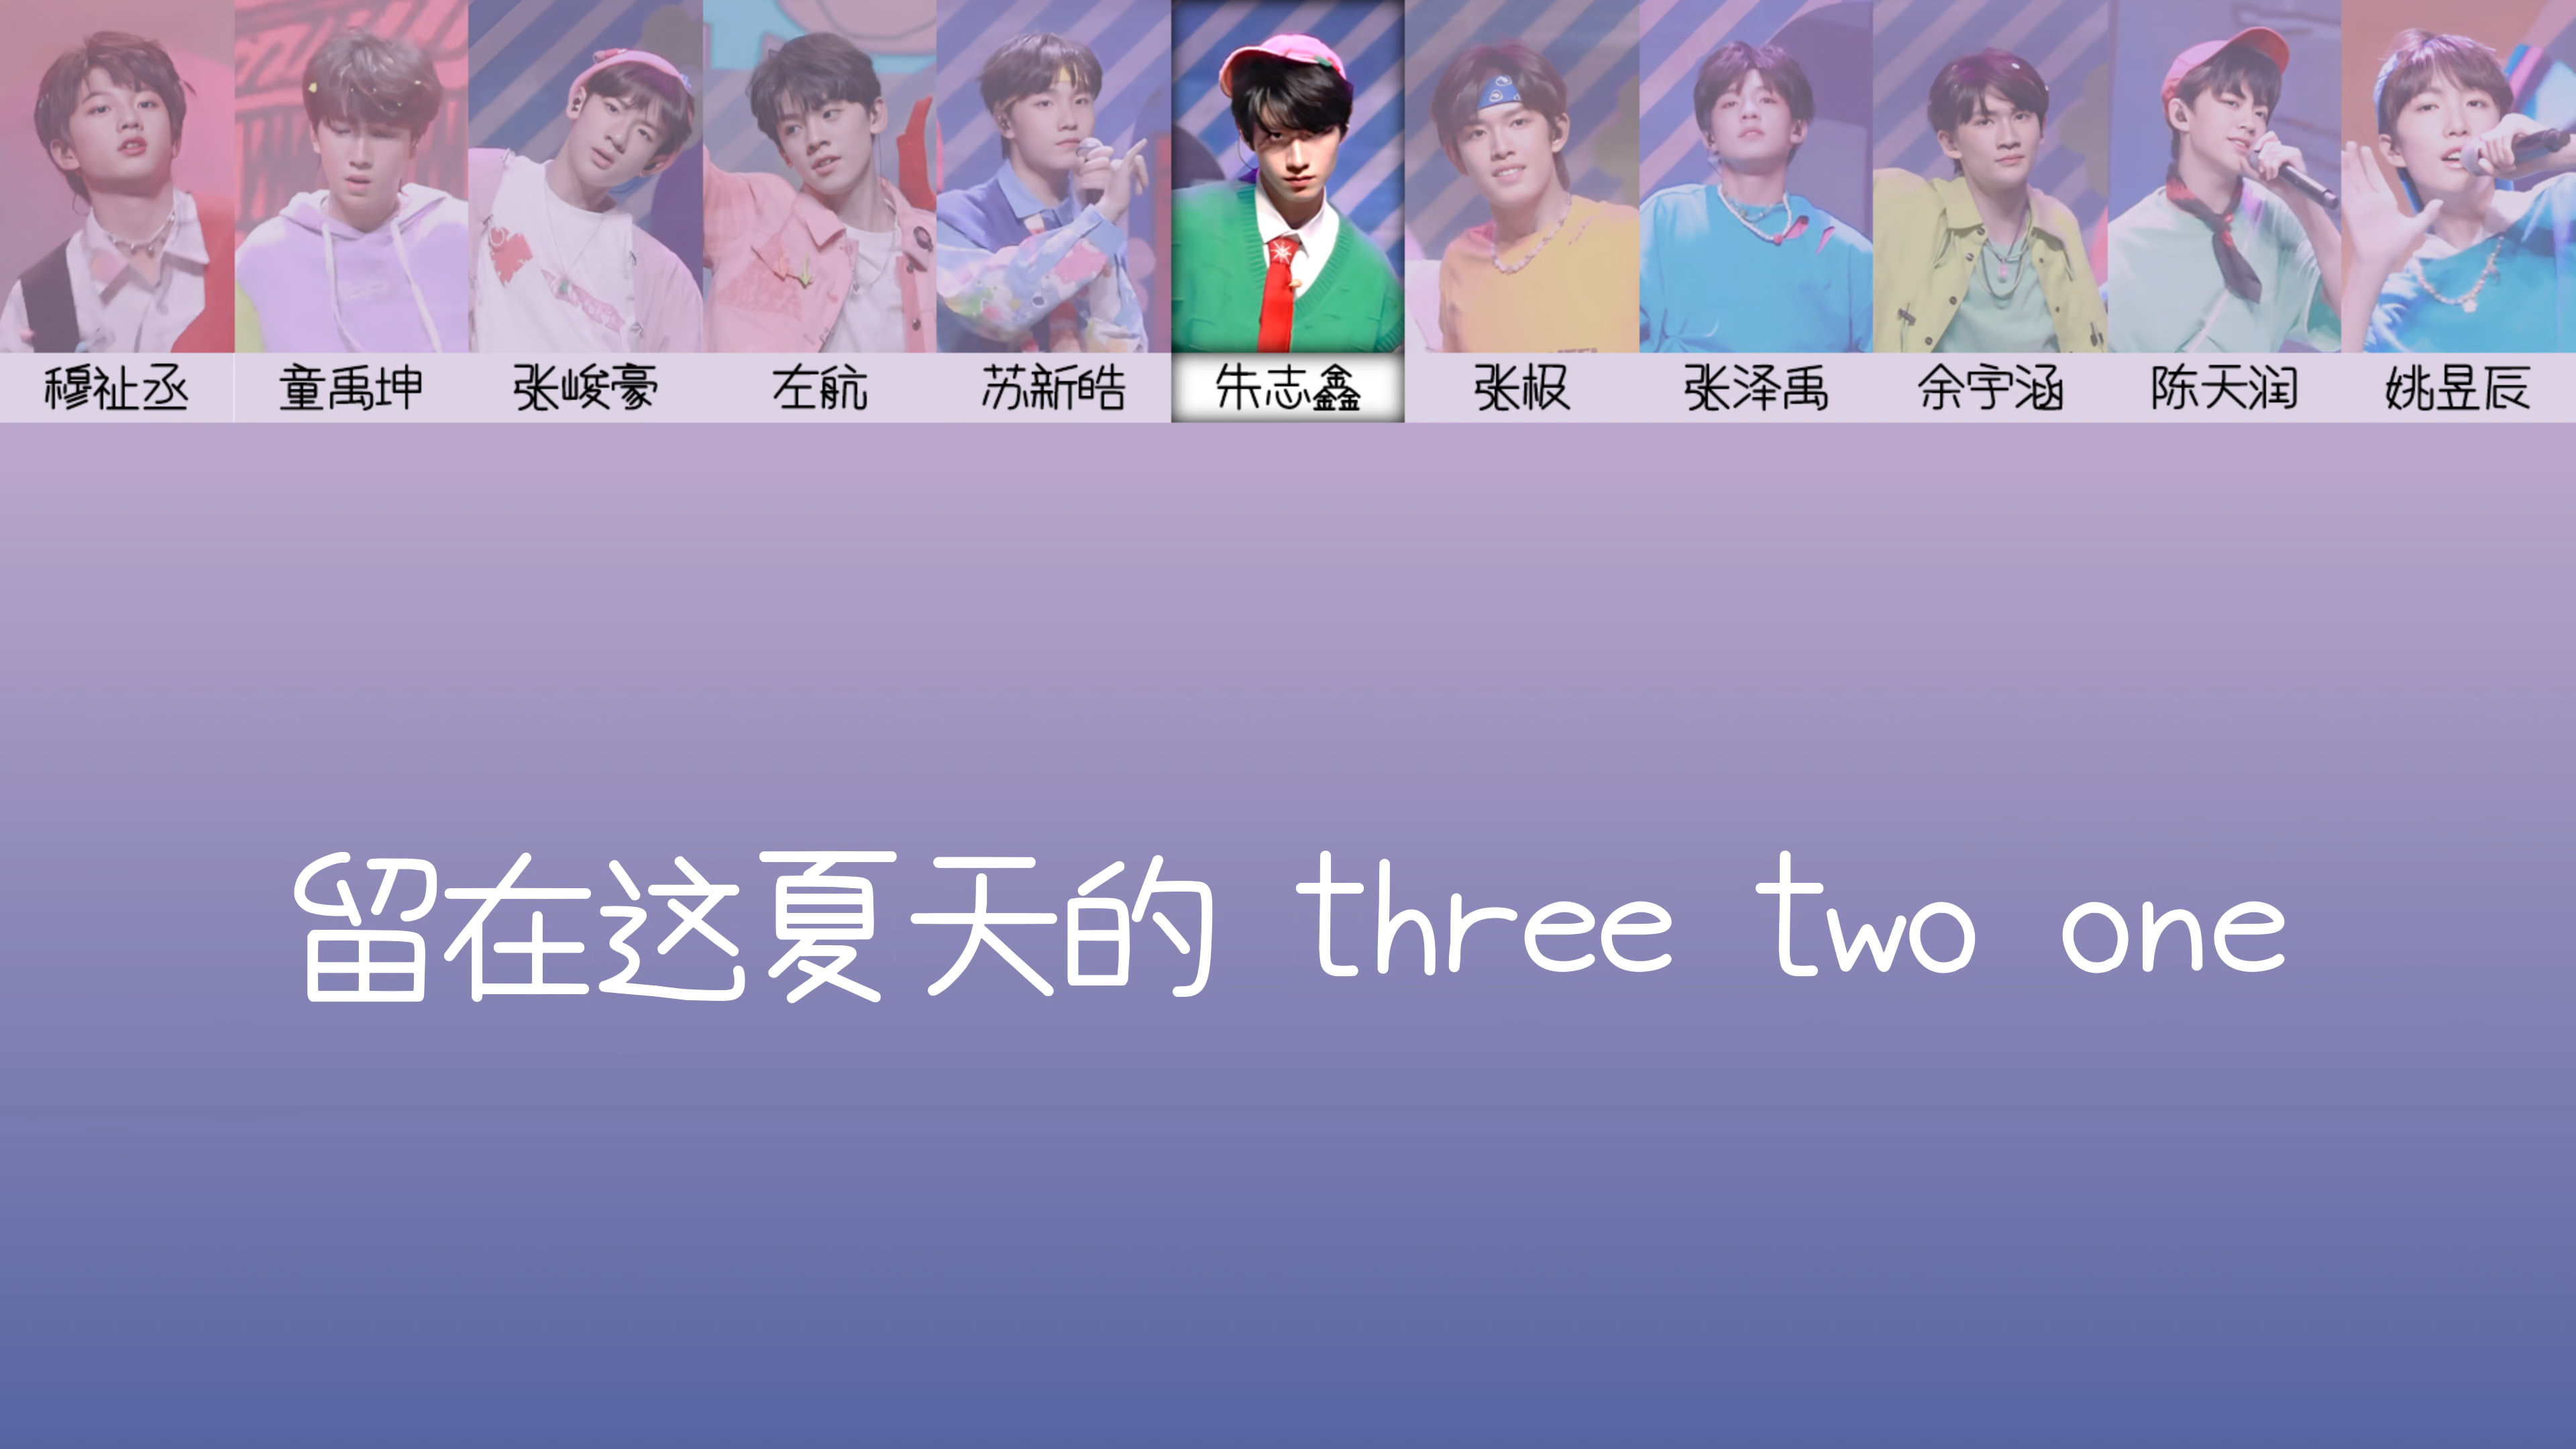 穆祉丞 童禹坤 张峻豪 左航 苏新皓 朱志鑫 张极 张泽禹 余宇涵 陈天润 姚昱辰
留在这夏天的 three two one